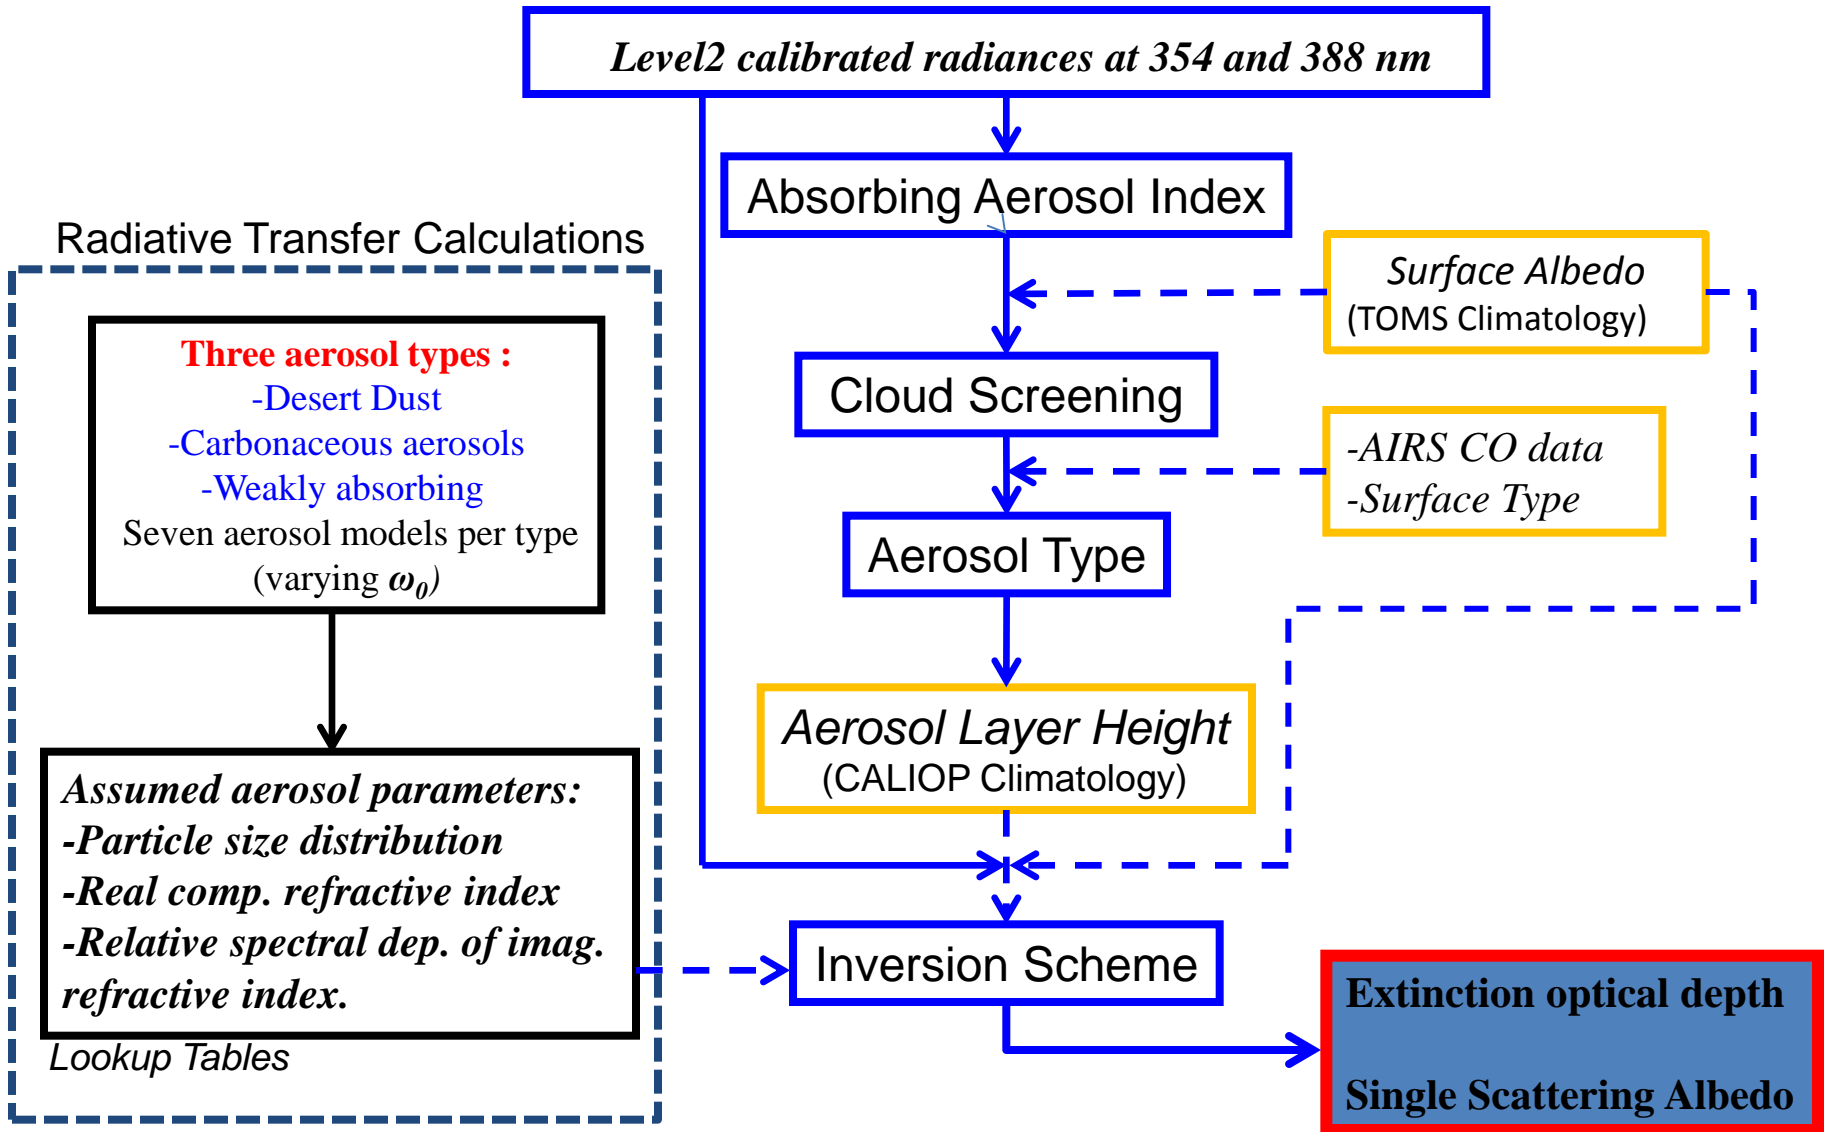 Level2 calibrated radiances at 354 and 388 nm
Absorbing Aerosol Index
Radiative Transfer Calculations
Surface Albedo
(TOMS Climatology)
Three aerosol types :
-Desert Dust
-Carbonaceous aerosols
-Weakly absorbing
Seven aerosol models per type
(varying ω₀)
Cloud Screening
-AIRS CO data
-Surface Type
Aerosol Type
Aerosol Layer Height
(CALIOP Climatology)
Assumed aerosol parameters:
-Particle size distribution
-Real comp. refractive index
-Relative spectral dep. of imag.
refractive index.
Lookup Tables
Inversion Scheme
Extinction optical depth
Single Scattering Albedo